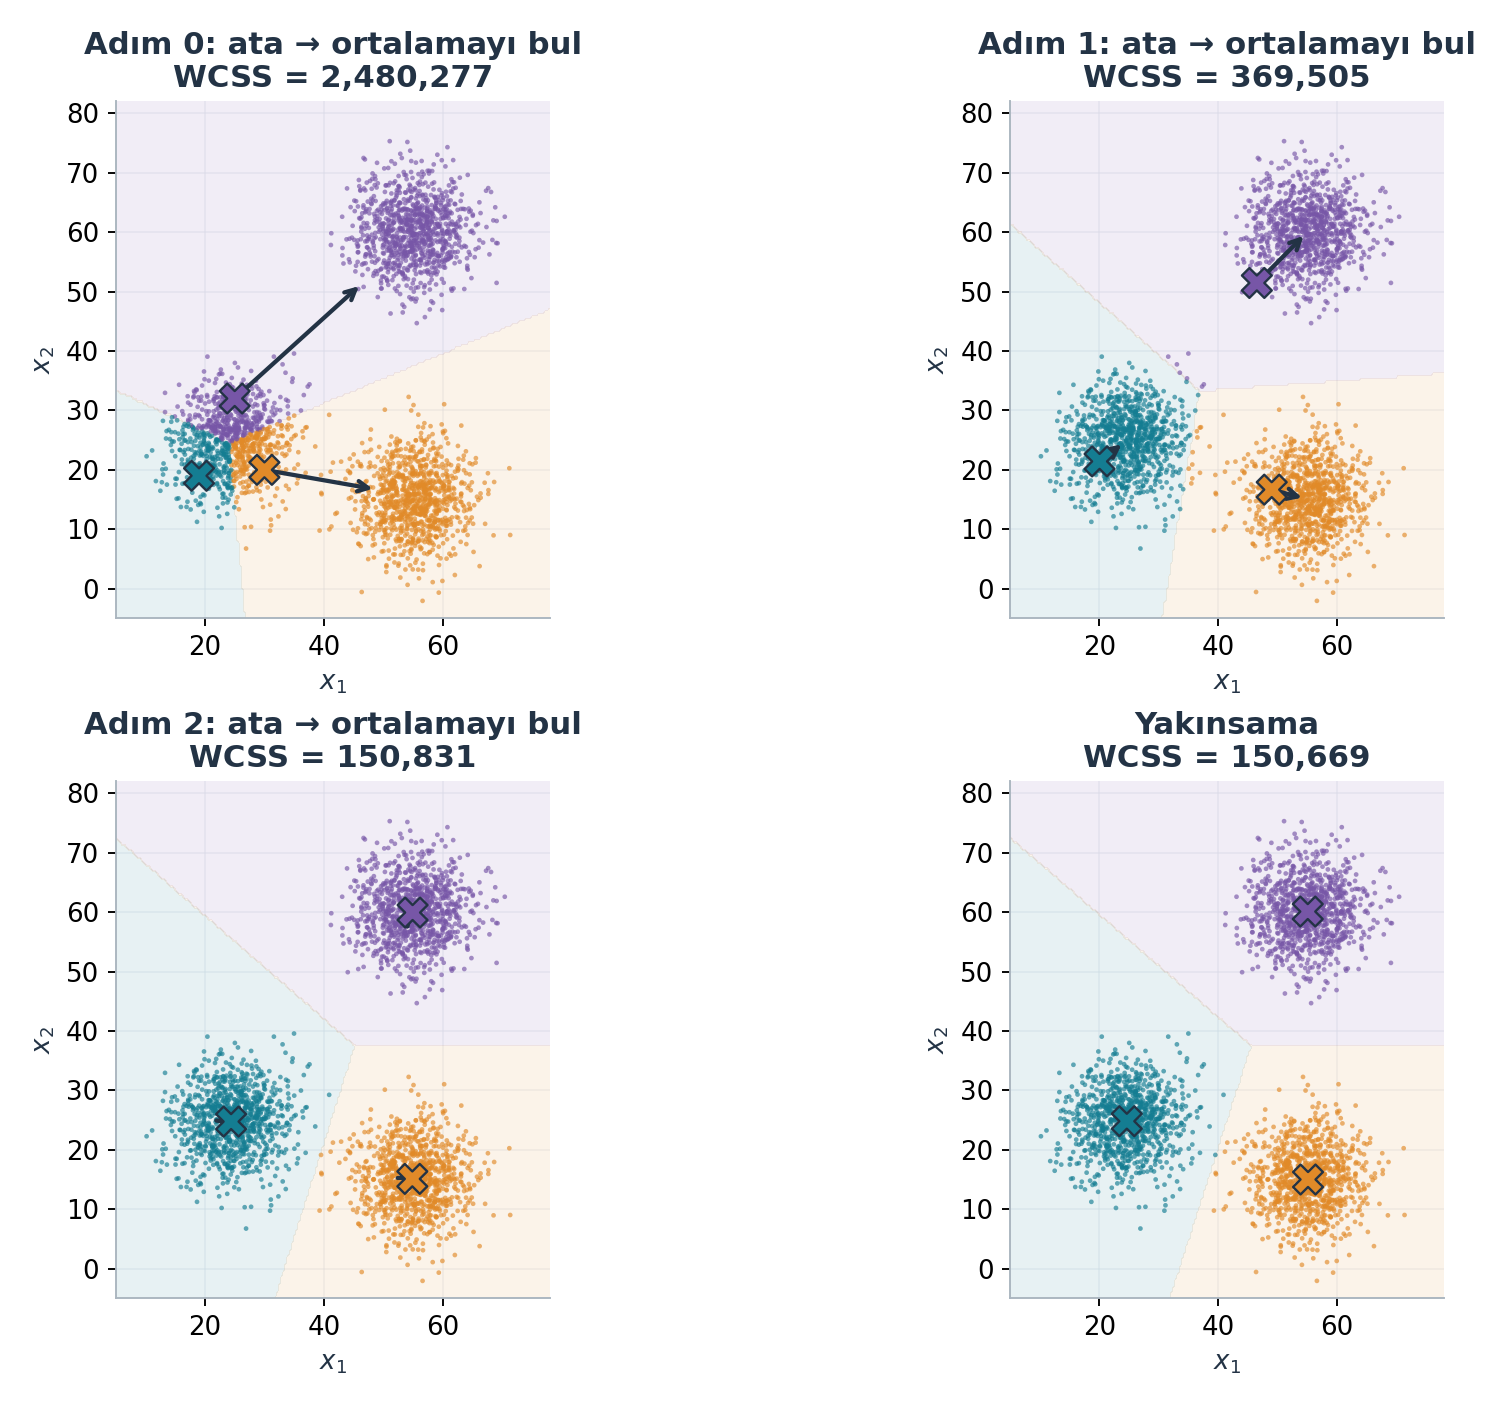 Adım 0: ata → ortalamayı bul
WCSS = 2,480,277
80
70
60
50
40
30
20
10
0
x₂
20 40 60
x₁
Adım 1: ata → ortalamayı bul
WCSS = 369,505
80
70
60
50
40
30
20
10
0
x₂
20 40 60
x₁
Adım 2: ata → ortalamayı bul
WCSS = 150,831
80
70
60
50
40
30
20
10
0
x₂
20 40 60
x₁
Yakınsama
WCSS = 150,669
80
70
60
50
40
30
20
10
0
x₂
20 40 60
x₁